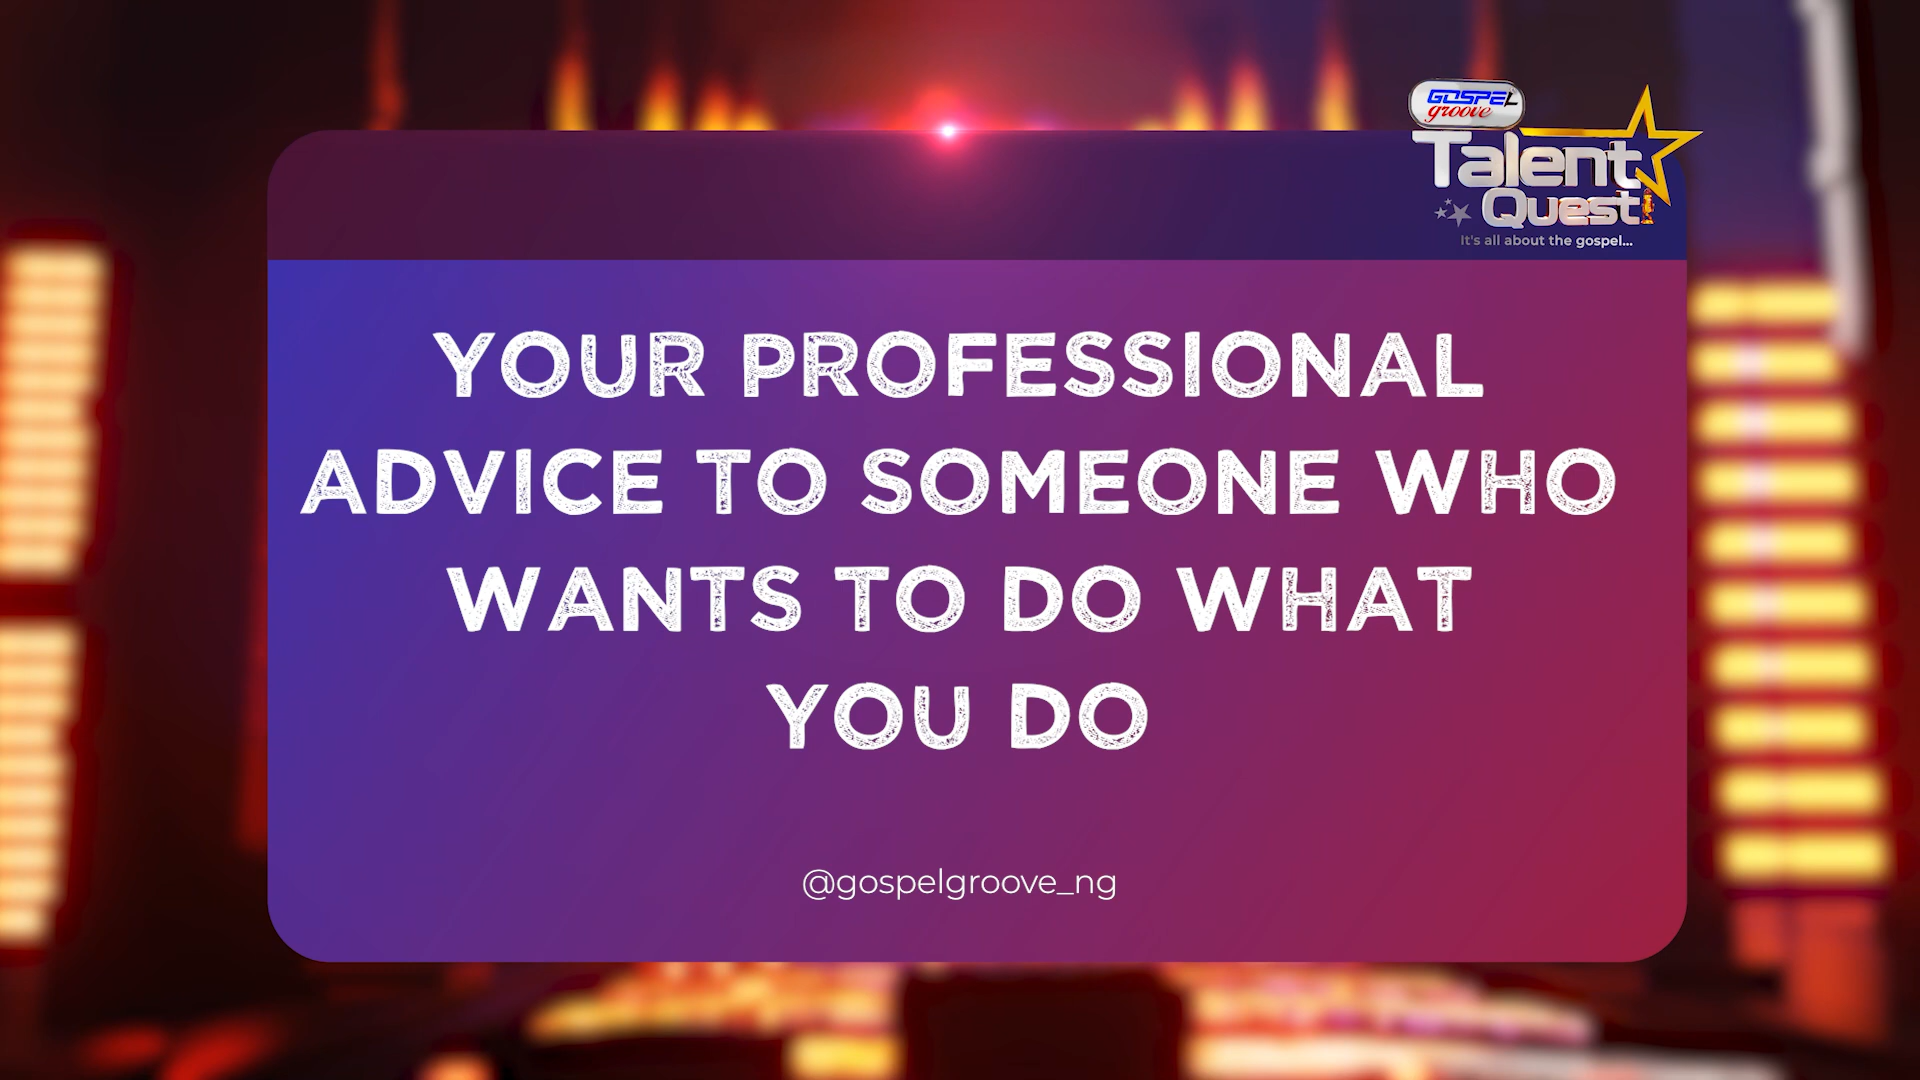 GOSPEL
groove
Talent
Quest
It's all about the gospel...
YOUR PROFESSIONAL
ADVICE TO SOMEONE WHO
WANTS TO DO WHAT
YOU DO
@gospelgroove_ng